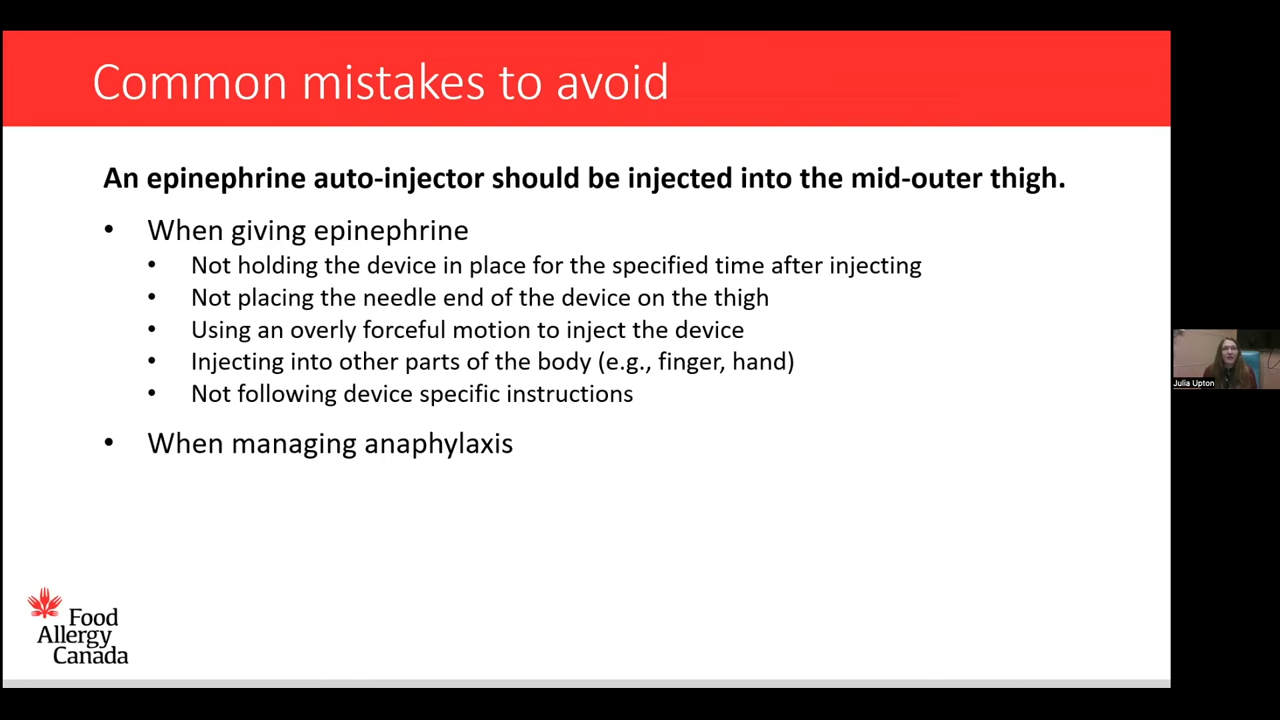 Common mistakes to avoid
An epinephrine auto-injector should be injected into the mid-outer thigh.
• When giving epinephrine
• Not holding the device in place for the specified time after injecting
• Not placing the needle end of the device on the thigh
• Using an overly forceful motion to inject the device
• Injecting into other parts of the body (e.g., finger, hand)
• Not following device specific instructions
• When managing anaphylaxis
Julia Upton
Food
Allergy
Canada